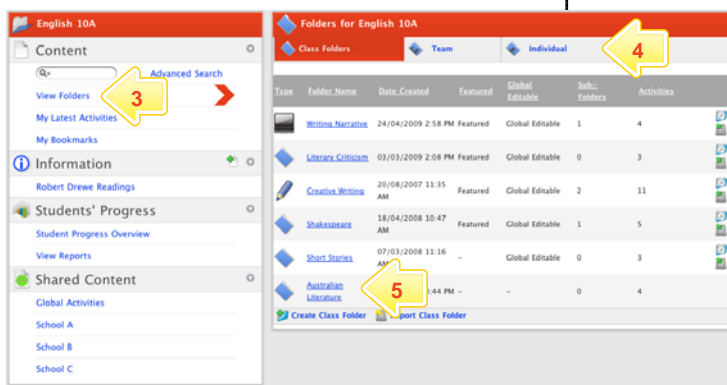 English 10A
Content
Advanced Search
View Folders
3
My Latest Activities
My Bookmarks
Information
Robert Drewe Readings
Students' Progress
Student Progress Overview
View Reports
Shared Content
Global Activities
School A
School B
School C
Folders for English 10A
Class Folders Team Individual 4
Type Folder Name Date Created Featured Global Editable Sub-Folders Activities
Writing Narrative 24/04/2009 2:58 PM Featured Global Editable 1 4
Literary Criticism 03/03/2009 2:08 PM Featured Global Editable 0 3
Creative Writing 20/08/2007 11:35 AM Featured Global Editable 2 11
Shakespeare 18/04/2008 10:47 AM Featured Global Editable 1 5
Short Stories 07/03/2008 11:16 AM - Global Editable 0 3
Australian Literature 5 :44 PM - - 0 4
Create Class Folder Import Class Folder